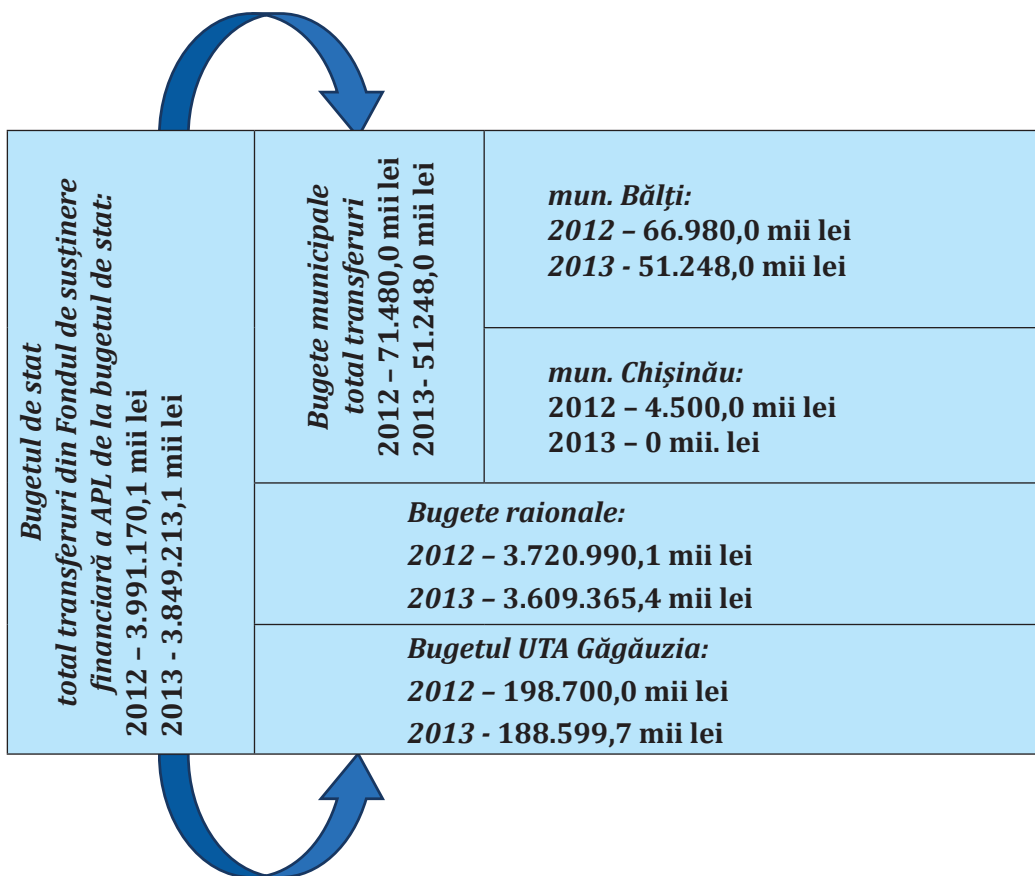 Bugetul de stat
total transferuri din Fondul de susținere
financiară a APL de la bugetul de stat:
2012 – 3.991.170,1 mii lei
2013 - 3.849.213,1 mii lei
Bugete municipale
total transferuri
2012 – 71.480,0 mii lei
2013- 51.248,0 mii lei
mun. Bălți:
2012 – 66.980,0 mii lei
2013 - 51.248,0 mii lei
mun. Chișinău:
2012 – 4.500,0 mii lei
2013 – 0 mii. lei
Bugete raionale:
2012 – 3.720.990,1 mii lei
2013 – 3.609.365,4 mii lei
Bugetul UTA Găgăuzia:
2012 – 198.700,0 mii lei
2013 - 188.599,7 mii lei